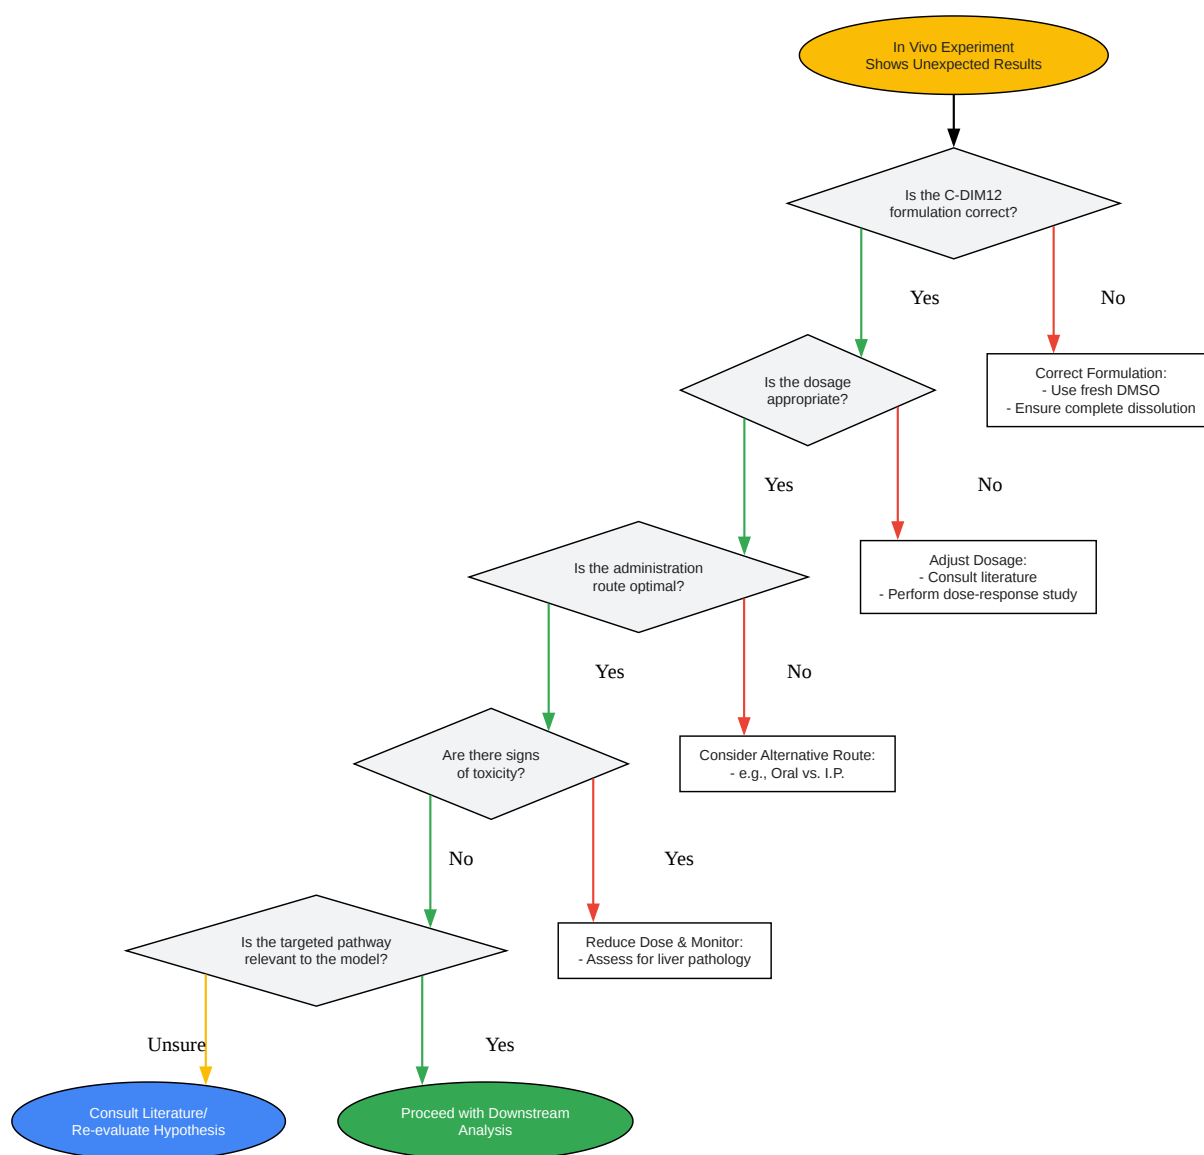 In Vivo Experiment
Shows Unexpected Results
Is the C-DIM12
formulation correct?
Yes
No
Correct Formulation:
- Use fresh DMSO
- Ensure complete dissolution
Is the dosage
appropriate?
Yes
No
Adjust Dosage:
- Consult literature
- Perform dose-response study
Is the administration
route optimal?
Yes
No
Consider Alternative Route:
- e.g., Oral vs. I.P.
Are there signs
of toxicity?
No
Yes
Reduce Dose & Monitor:
- Assess for liver pathology
Is the targeted pathway
relevant to the model?
Unsure
Yes
Consult Literature/
Re-evaluate Hypothesis
Proceed with Downstream
Analysis